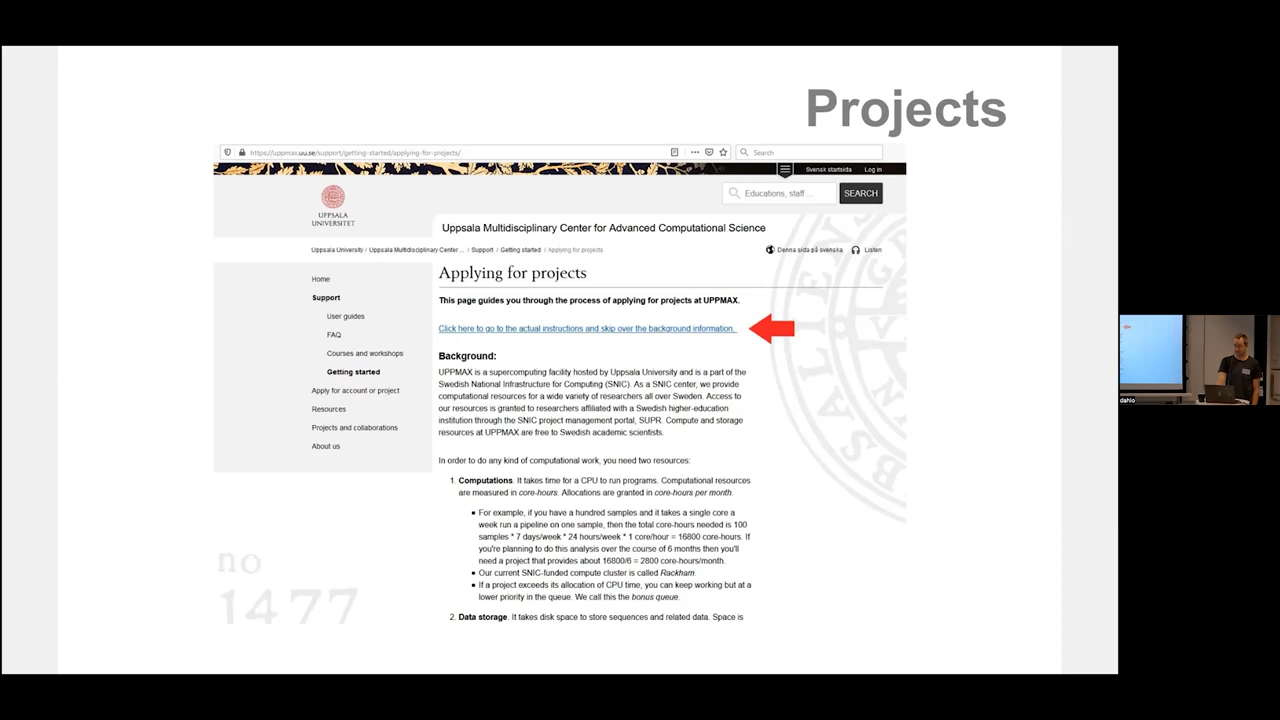 Projects
https://uppmax.uu.se/support/getting-started/applying-for-projects/
Search
Svensk startsida Log in
UPPSALA
UNIVERSITET
Educations, staff ... SEARCH
Uppsala Multidisciplinary Center for Advanced Computational Science
Uppsala University / Uppsala Multidisciplinary Center ... / Support / Getting started / Applying for projects
Denna sida på svenska Listen
Home
Support
User guides
FAQ
Courses and workshops
Getting started
Apply for account or project
Resources
Projects and collaborations
About us
Applying for projects
This page guides you through the process of applying for projects at UPPMAX.
Click here to go to the actual instructions and skip over the background information.
Background:
UPPMAX is a supercomputing facility hosted by Uppsala University and is a part of the
Swedish National Infrastructure for Computing (SNIC). As a SNIC center, we provide
computational resources for a wide variety of researchers all over Sweden. Access to
our resources is granted to researchers affiliated with a Swedish higher-education
institution through the SNIC project management portal, SUPR. Compute and storage
resources at UPPMAX are free to Swedish academic scientists.
In order to do any kind of computational work, you need two resources:
1. Computations. It takes time for a CPU to run programs. Computational resources
are measured in core-hours. Allocations are granted in core-hours per month.
▪ For example, if you have a hundred samples and it takes a single core a
week run a pipeline on one sample, then the total core-hours needed is 100
samples * 7 days/week * 24 hours/week * 1 core/hour = 16800 core-hours. If
you're planning to do this analysis over the course of 6 months then you'll
need a project that provides about 16800/6 = 2800 core-hours/month.
▪ Our current SNIC-funded compute cluster is called Rackham.
▪ If a project exceeds its allocation of CPU time, you can keep working but at a
lower priority in the queue. We call this the bonus queue.
2. Data storage. It takes disk space to store sequences and related data. Space is
no
1477
dahlo